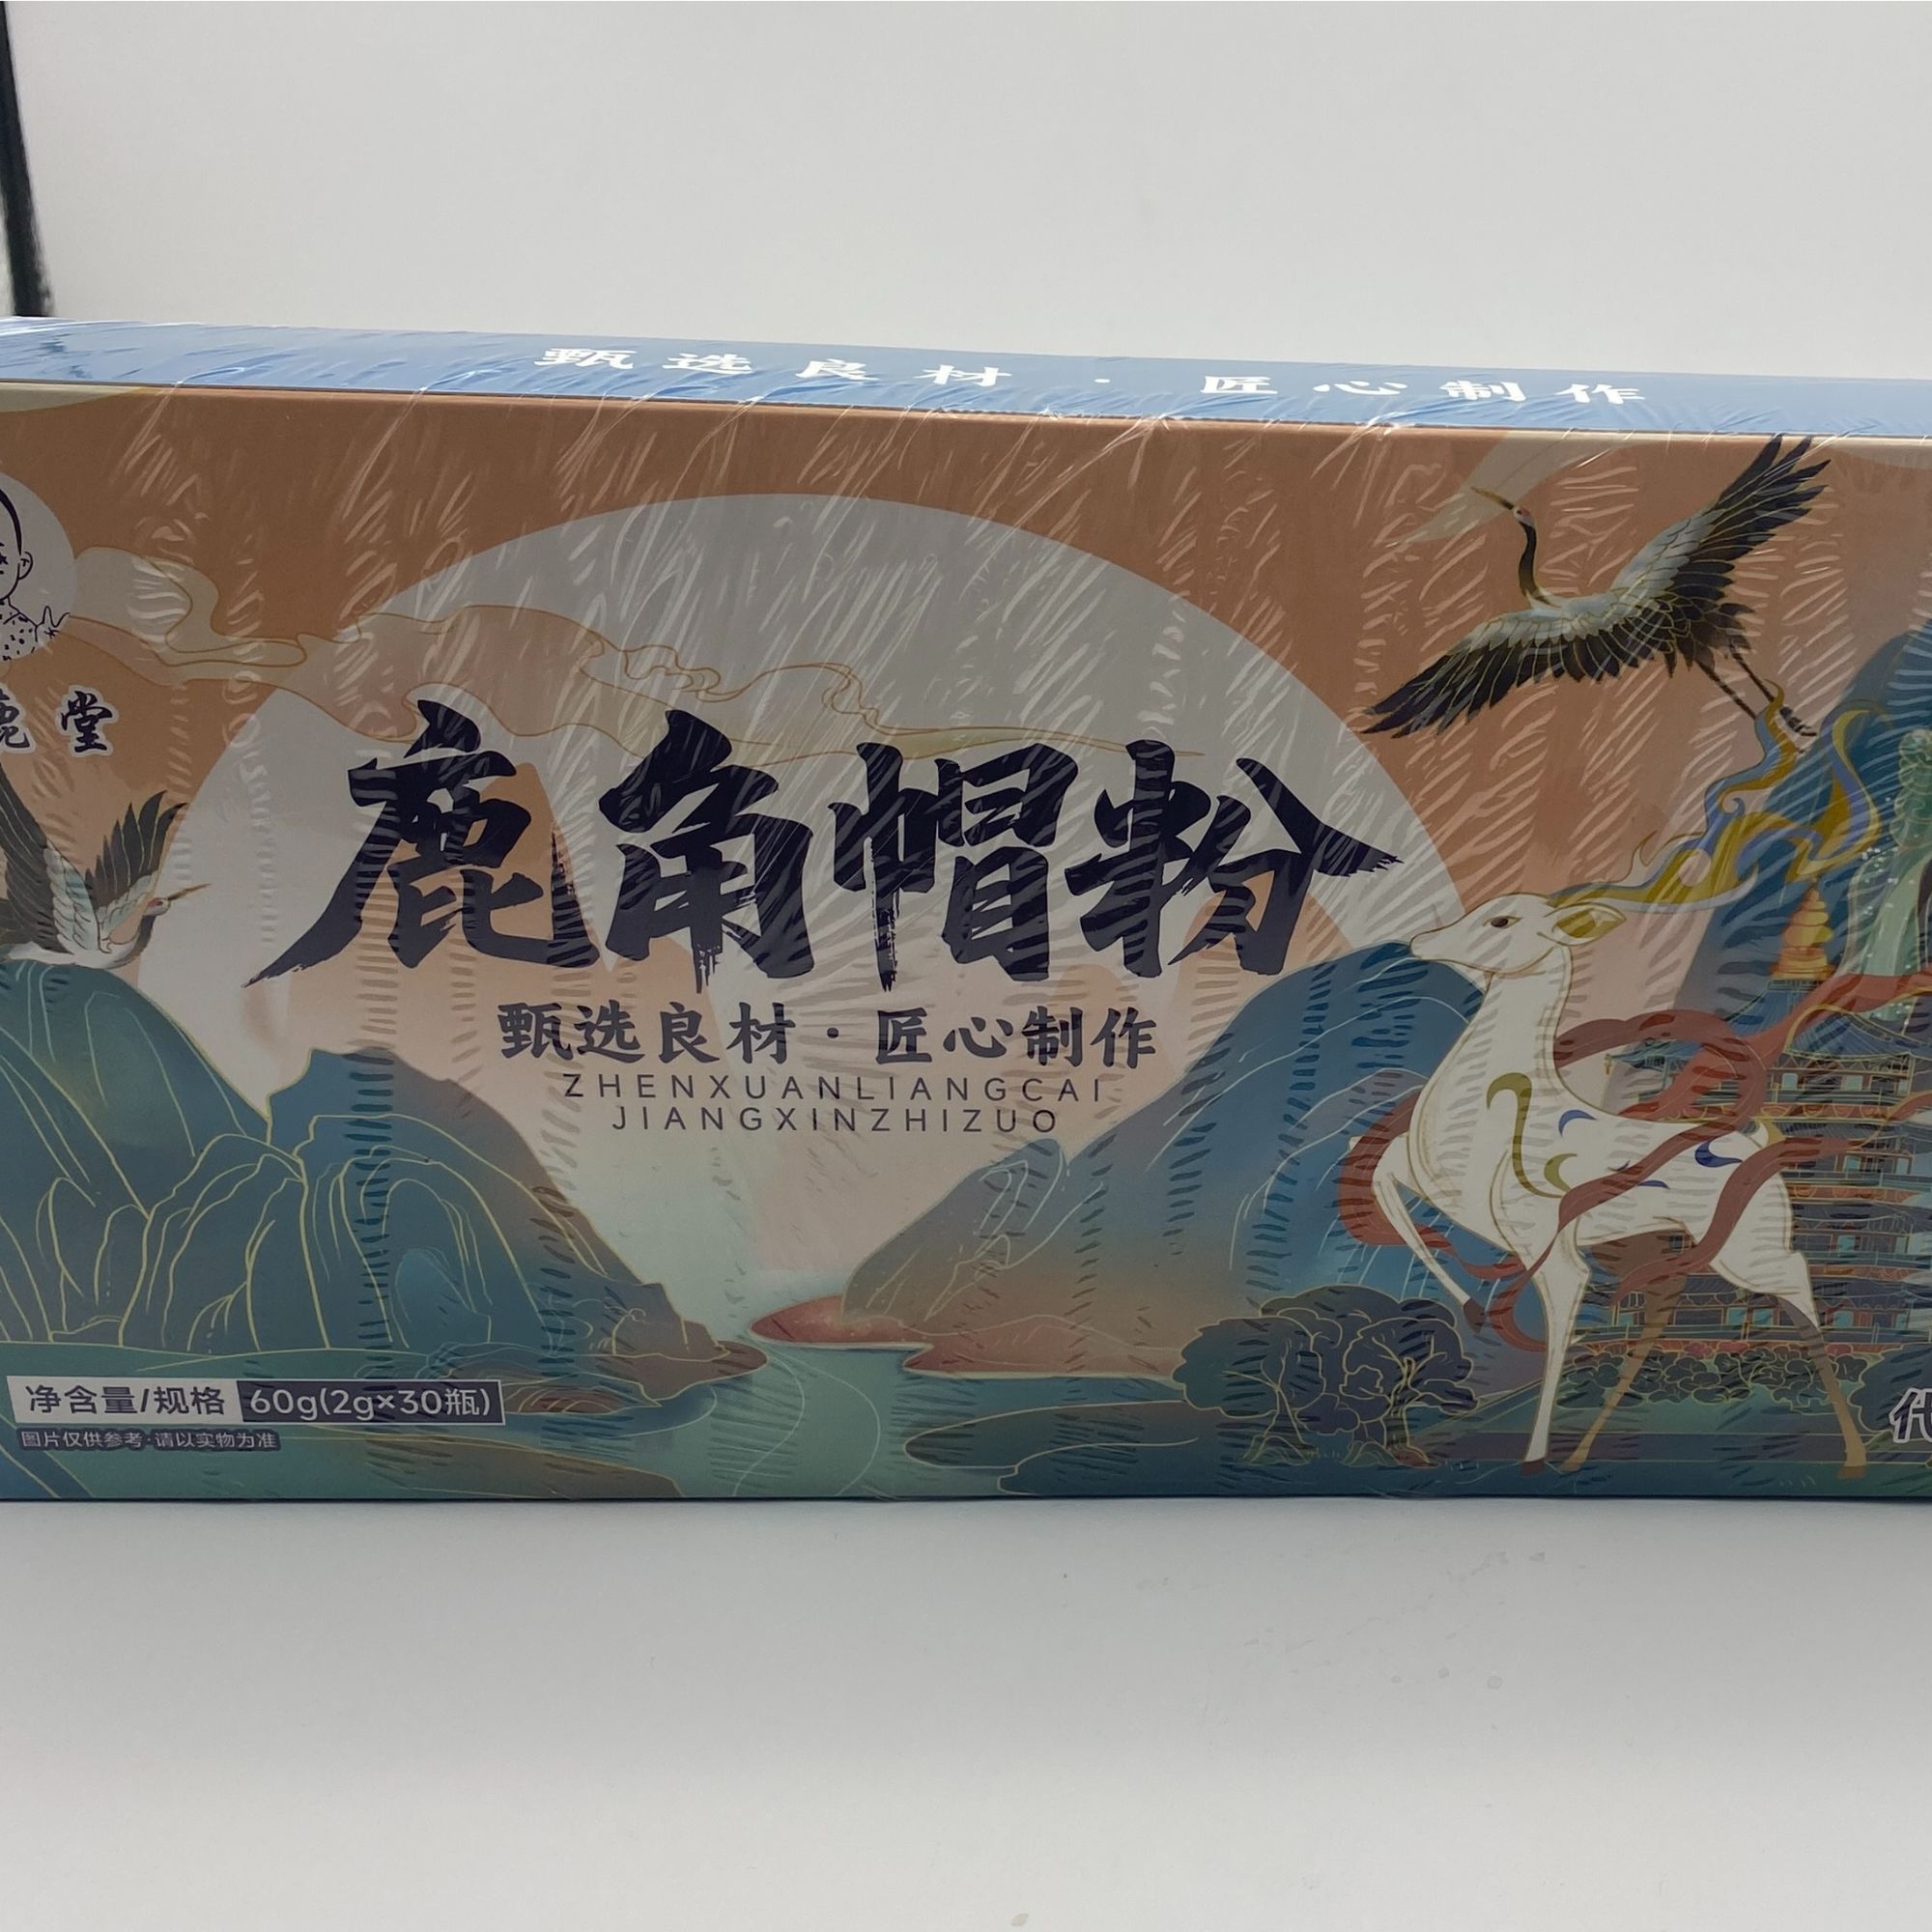 甄选良材·匠心制作
堂
鹿角帽粉
甄选良材·匠心制作
ZHENXUANLIANGCAI
JIANGXINZHIZUO
净含量/规格 60g(2g×30瓶)
图片仅供参考·请以实物为准